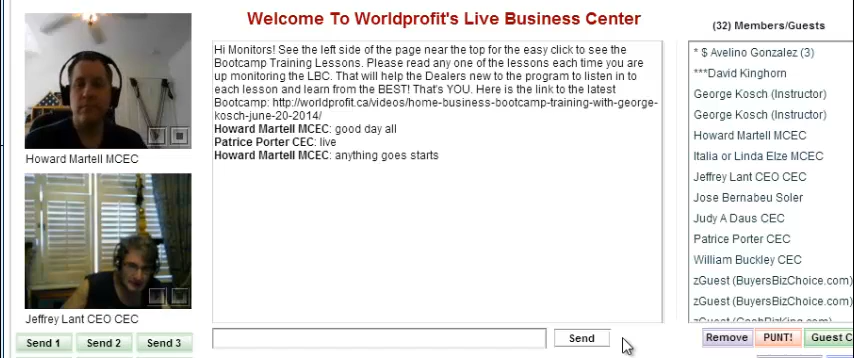 Welcome To Worldprofit's Live Business Center
(32) Members/Guests
Hi Monitors! See the left side of the page near the top for the easy click to see the
Bootcamp Training Lessons. Please read any one of the lessons each time you are
up monitoring the LBC. That will help the Dealers new to the program to listen in to
each lesson and learn from the BEST! That's YOU. Here is the link to the latest
Bootcamp: http://worldprofit.ca/videos/home-business-bootcamp-training-with-george-
kosch-june-20-2014/
Howard Martell MCEC: good day all
Patrice Porter CEC: live
Howard Martell MCEC: anything goes starts
Howard Martell MCEC
Jeffrey Lant CEO CEC
* $ Avelino Gonzalez (3)
***David Kinghorn
George Kosch (Instructor)
George Kosch (Instructor)
Howard Martell MCEC
Italia or Linda Elze MCEC
Jeffrey Lant CEO CEC
Jose Bernabeu Soler
Judy A Daus CEC
Patrice Porter CEC
William Buckley CEC
zGuest (BuyersBizChoice.com)
zGuest (BuyersBizChoice.com)
zGuest (CashBizKing.com)
Send 1 Send 2 Send 3
Send
Remove PUNT! Guest C